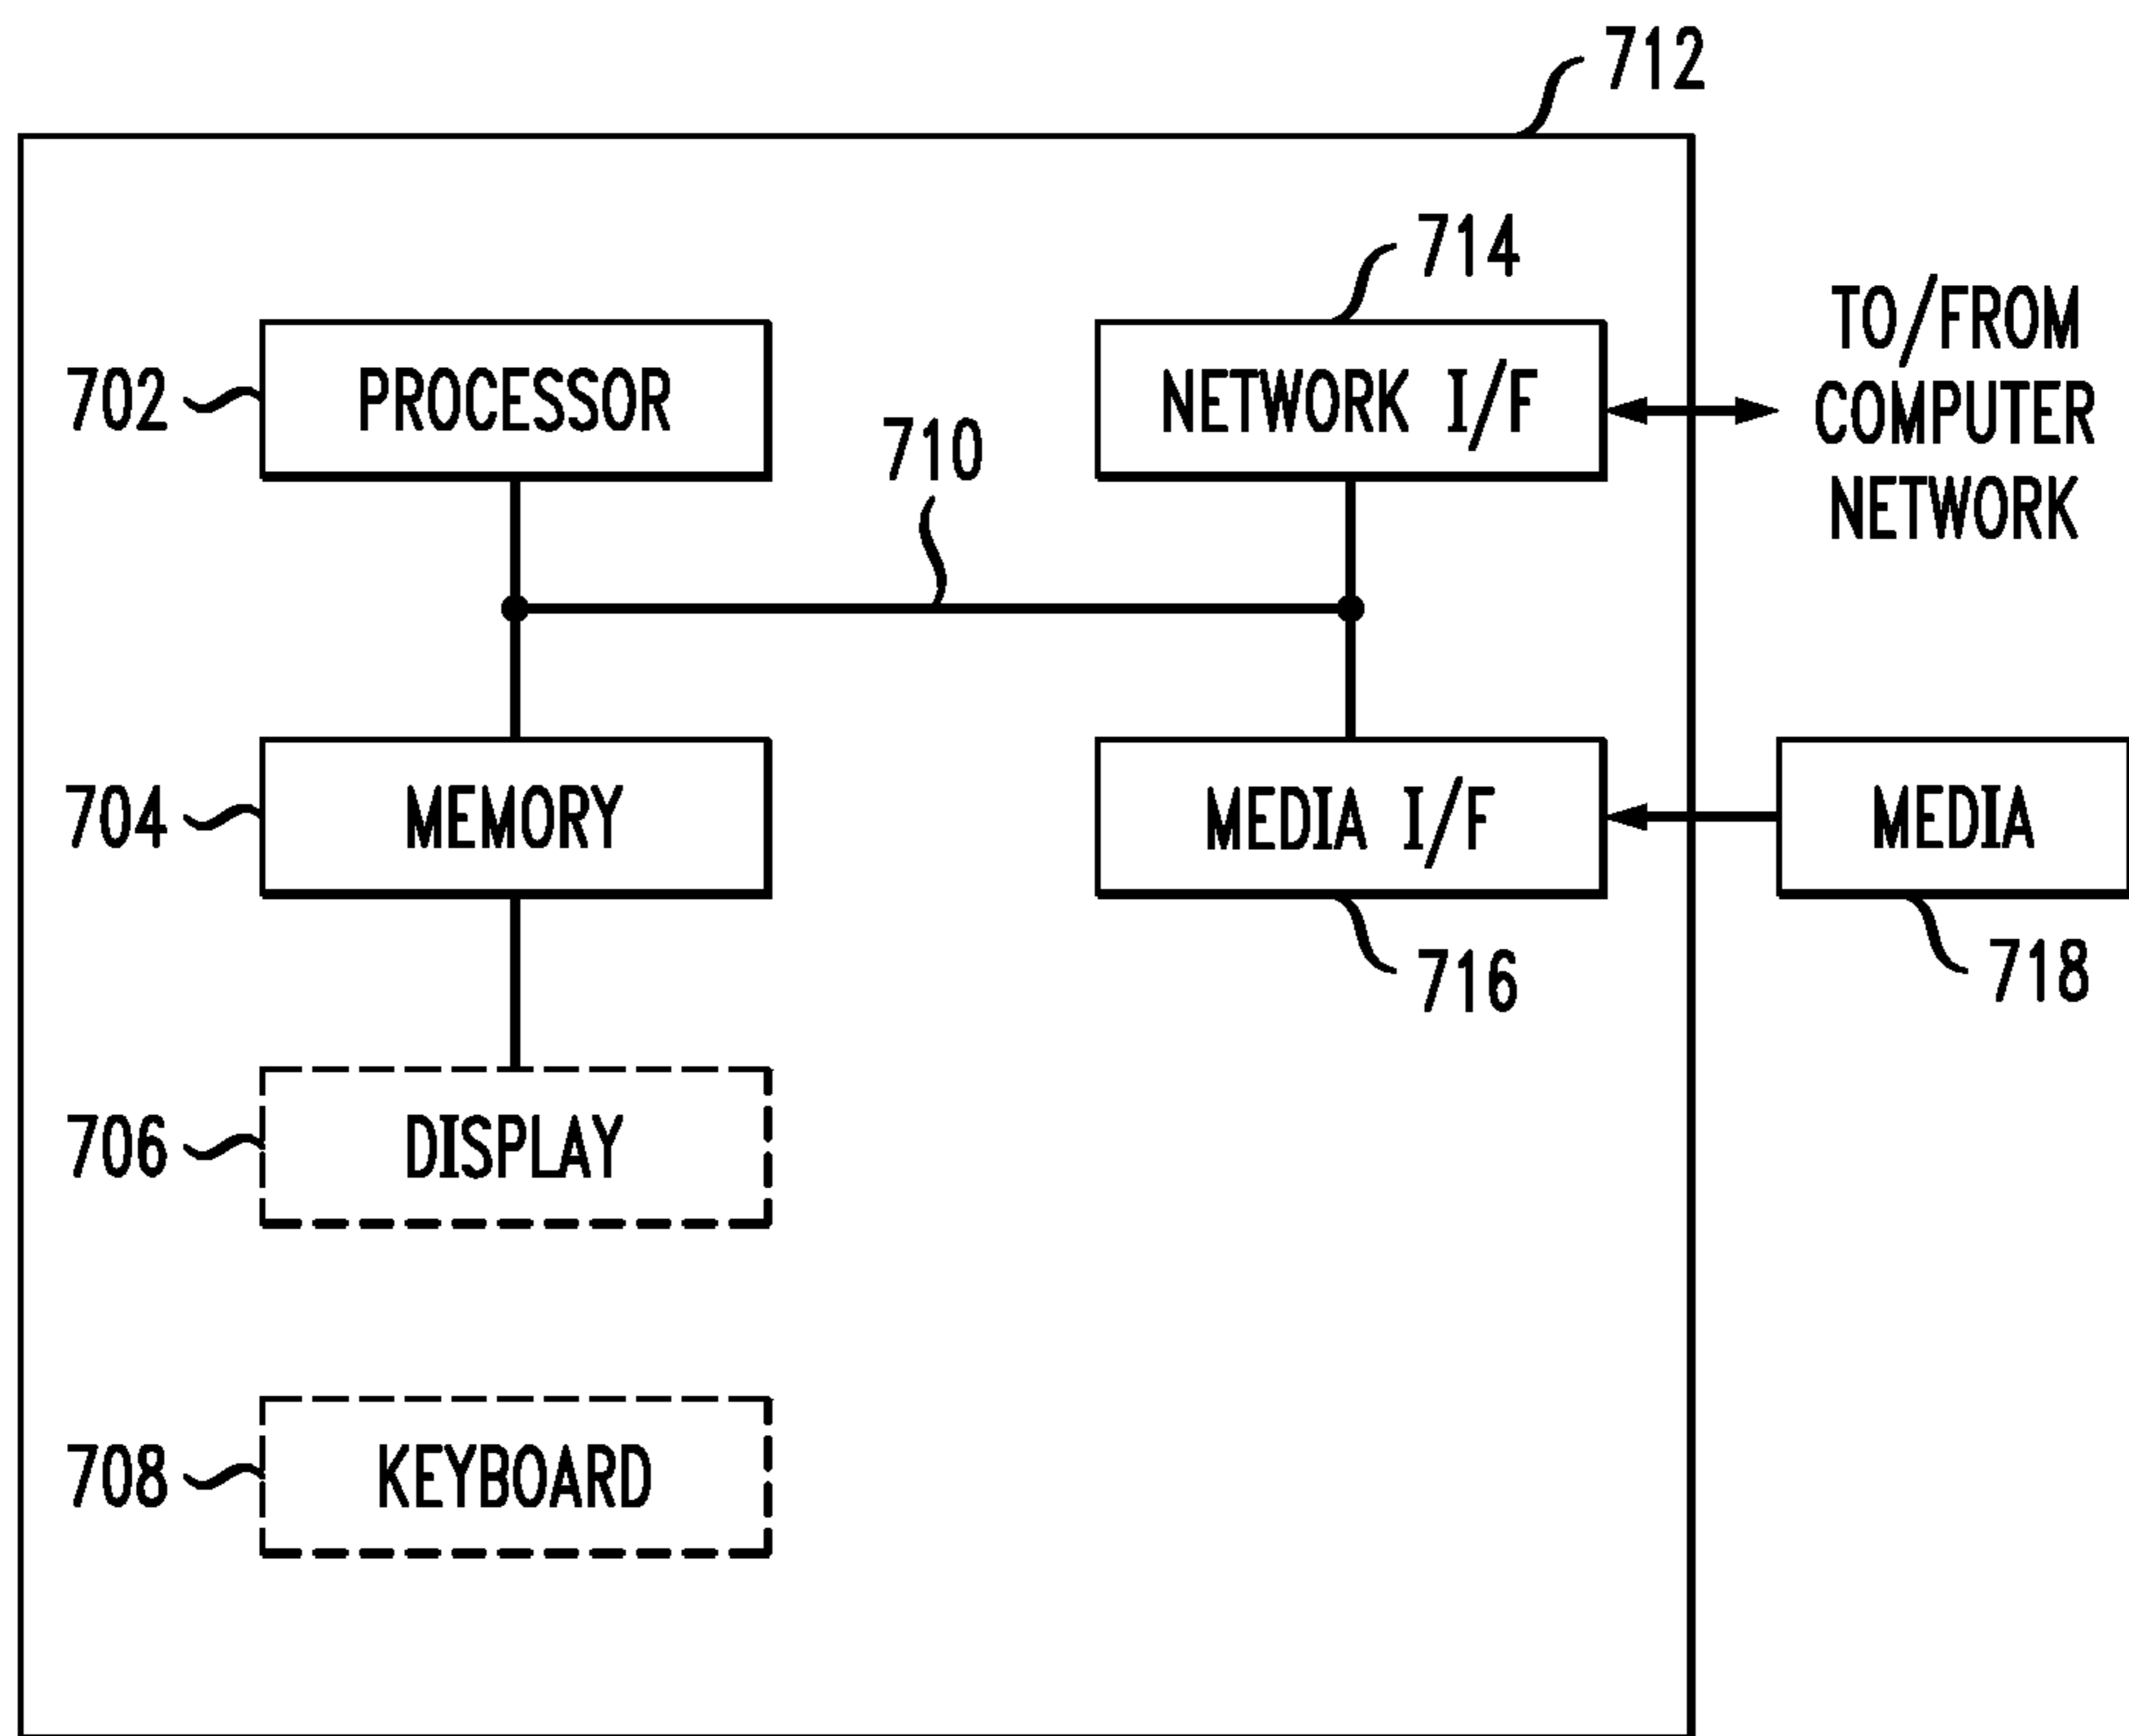 712
714
TO/FROM
COMPUTER
NETWORK
702
PROCESSOR
NETWORK I/F
710
704
MEMORY
MEDIA I/F
MEDIA
716
718
706
DISPLAY
708
KEYBOARD